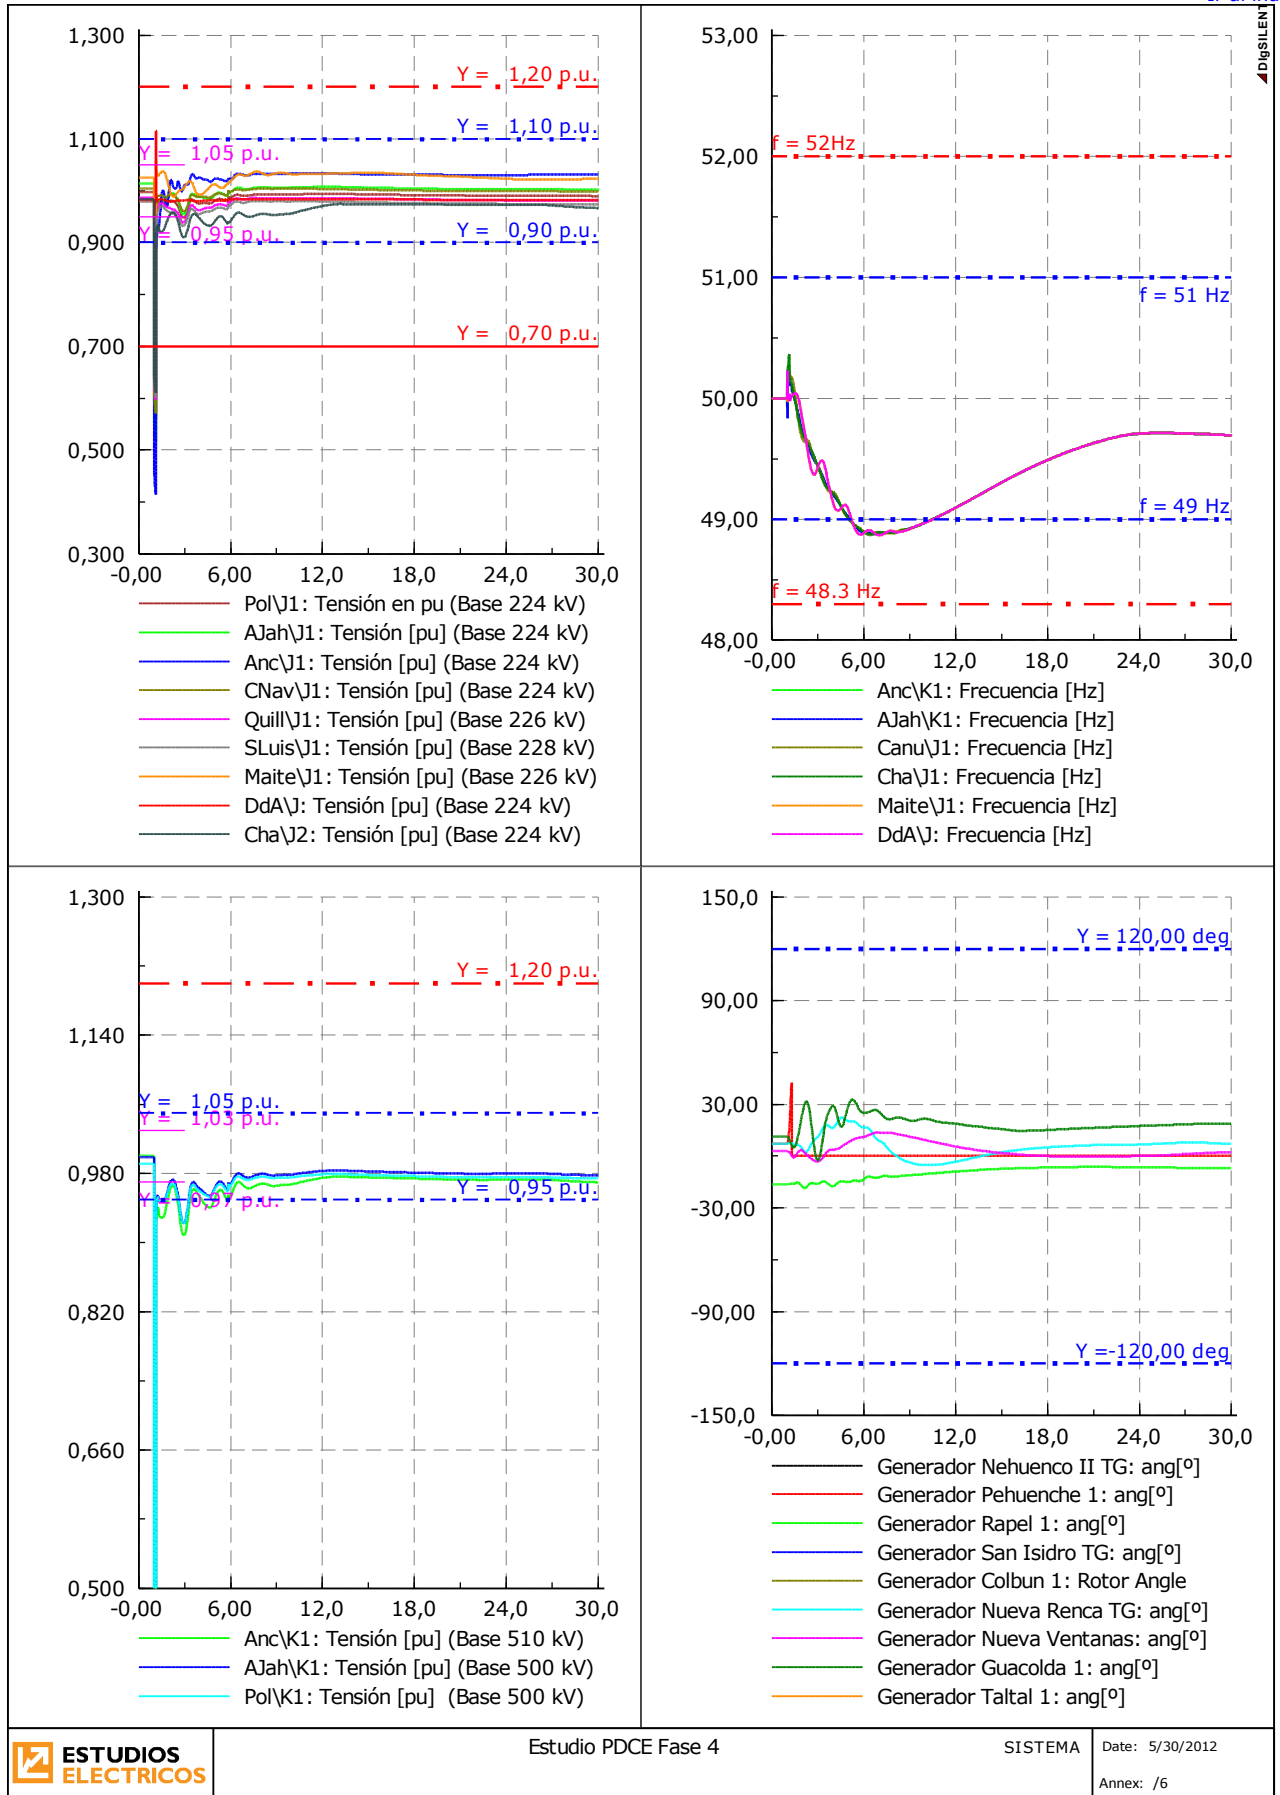 DIgSILENT
1,300
1,100
0,900
0,700
0,500
0,300
-0,00 6,00 12,0 18,0 24,0 30,0
Y = 1,20 p.u.
Y = 1,10 p.u.
Y = 1,05 p.u.
Y = 0,95 p.u.
Y = 0,90 p.u.
Y = 0,70 p.u.
Pol\J1: Tensión en pu (Base 224 kV)
AJah\J1: Tensión [pu] (Base 224 kV)
Anc\J1: Tensión [pu] (Base 224 kV)
CNav\J1: Tensión [pu] (Base 224 kV)
Quill\J1: Tensión [pu] (Base 226 kV)
SLuis\J1: Tensión [pu] (Base 228 kV)
Maite\J1: Tensión [pu] (Base 226 kV)
DdA\J: Tensión [pu] (Base 224 kV)
Cha\J2: Tensión [pu] (Base 224 kV)
53,00
52,00
51,00
50,00
49,00
48,00
-0,00 6,00 12,0 18,0 24,0 30,0
f = 52Hz
f = 51 Hz
f = 49 Hz
f = 48.3 Hz
Anc\K1: Frecuencia [Hz]
AJah\K1: Frecuencia [Hz]
Canu\J1: Frecuencia [Hz]
Cha\J1: Frecuencia [Hz]
Maite\J1: Frecuencia [Hz]
DdA\J: Frecuencia [Hz]
1,300
1,140
0,980
0,820
0,660
0,500
-0,00 6,00 12,0 18,0 24,0 30,0
Y = 1,20 p.u.
Y = 1,05 p.u.
Y = 1,03 p.u.
Y = 0,97 p.u.
Y = 0,95 p.u.
Anc\K1: Tensión [pu] (Base 510 kV)
AJah\K1: Tensión [pu] (Base 500 kV)
Pol\K1: Tensión [pu] (Base 500 kV)
150,0
90,00
30,00
-30,00
-90,00
-150,0
-0,00 6,00 12,0 18,0 24,0 30,0
Y = 120,00 deg
Y =-120,00 deg
Generador Nehuenco II TG: ang[º]
Generador Pehuenche 1: ang[º]
Generador Rapel 1: ang[º]
Generador San Isidro TG: ang[º]
Generador Colbun 1: Rotor Angle
Generador Nueva Renca TG: ang[º]
Generador Nueva Ventanas: ang[º]
Generador Guacolda 1: ang[º]
Generador Taltal 1: ang[º]
ESTUDIOS
ELECTRICOS
Estudio PDCE Fase 4
SISTEMA
Date: 5/30/2012
Annex: /6